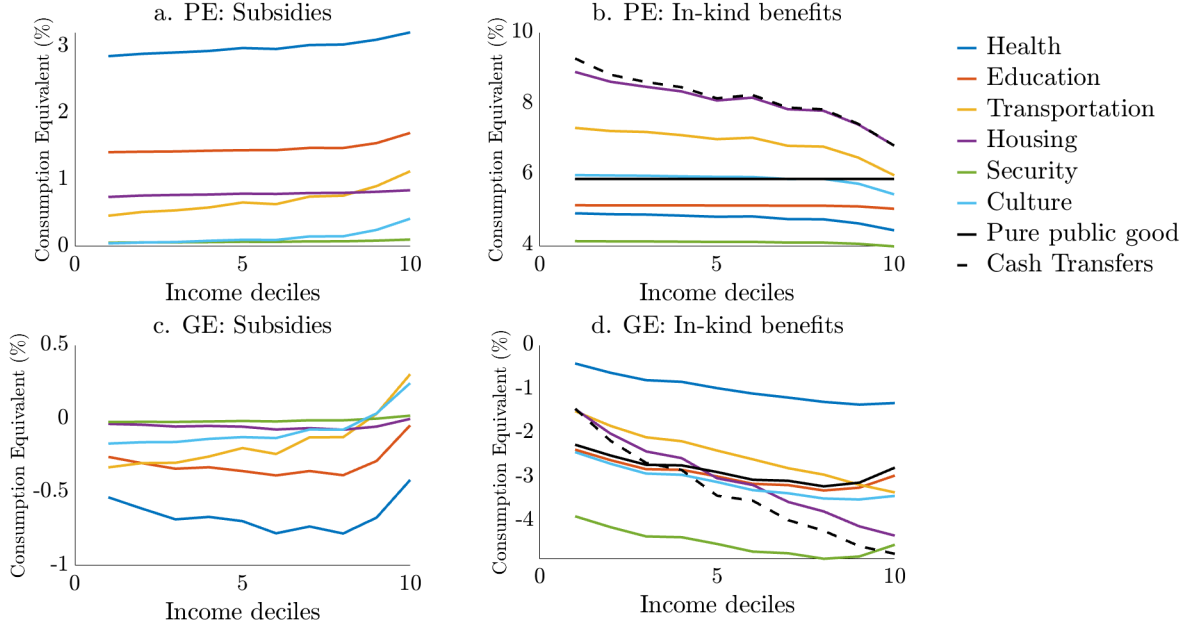 a. PE: Subsidies
Consumption Equivalent (%)
3
2
1
0
0
5
10
Income deciles
b. PE: In-kind benefits
Consumption Equivalent (%)
10
8
6
4
0
5
10
Income deciles
Health
Education
Transportation
Housing
Security
Culture
Pure public good
Cash Transfers
c. GE: Subsidies
Consumption Equivalent (%)
0.5
0
-0.5
-1
0
5
10
Income deciles
d. GE: In-kind benefits
Consumption Equivalent (%)
0
-1
-2
-3
-4
0
5
10
Income deciles